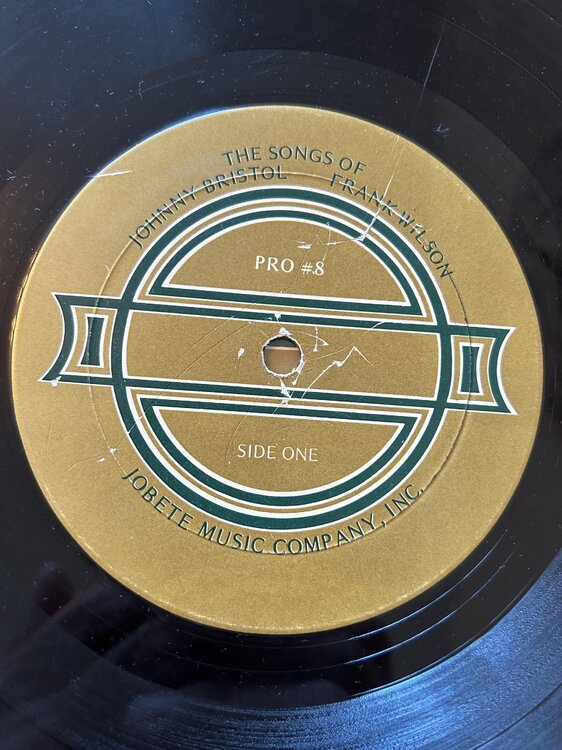 THE SONGS OF
JOHNNY BRISTOL FRANK WILSON
PRO #8
SIDE ONE
JOBETE MUSIC COMPANY, INC.